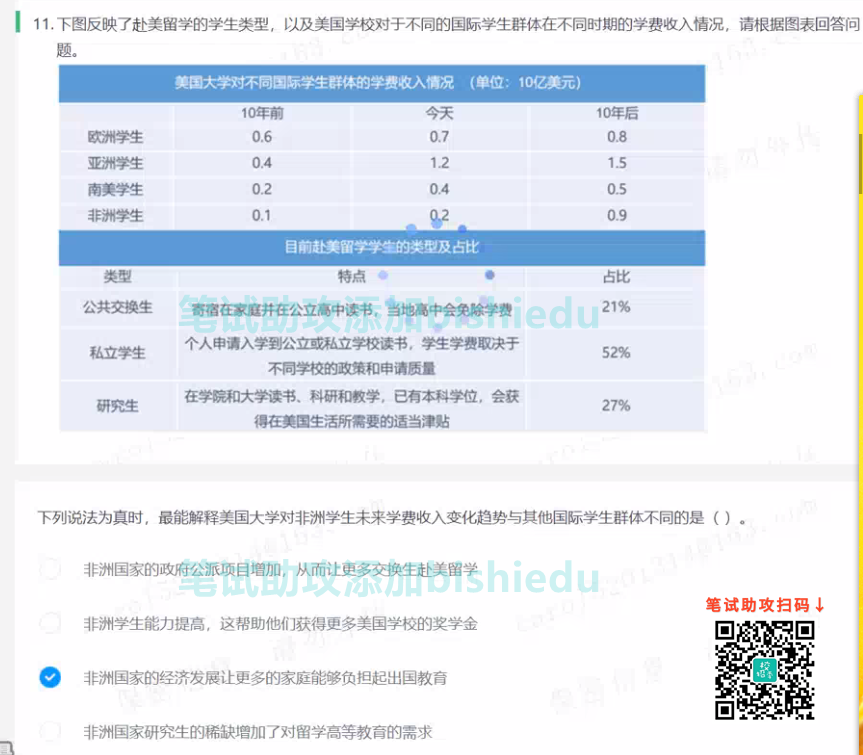 11. 下图反映了赴美留学的学生类型，以及美国学校对于不同的国际学生群体在不同时期的学费收入情况，请根据图表回答问
题。
美国大学对不同国际学生群体的学费收入情况 （单位：10亿美元）
10年前 今天 10年后
欧洲学生 0.6 0.7 0.8
亚洲学生 0.4 1.2 1.5
南美学生 0.2 0.4 0.5
非洲学生 0.1 0.2 0.9
目前赴美留学学生的类型及占比
类型 特点 占比
公共交换生 寄宿在家庭并在公立高中读书，当地高中会免除学费 21%
笔试助攻添加bishiedu
私立学生 个人申请入学到公立或私立学校读书，学生学费取决于
不同学校的政策和申请质量 52%
研究生 在学院和大学读书、科研和教学，已有本科学位，会获
得在美国生活所需要的适当津贴 27%
下列说法为真时，最能解释美国大学对非洲学生未来学费收入变化趋势与其他国际学生群体不同的是（ ）。
非洲国家的政府公派项目增加，从而让更多交换生赴美留学
笔试助攻添加bishiedu
笔试助攻扫码↓
非洲学生能力提高，这帮助他们获得更多美国学校的奖学金
非洲国家的经济发展让更多的家庭能够负担起出国教育
非洲国家研究生的稀缺增加了对留学高等教育的需求